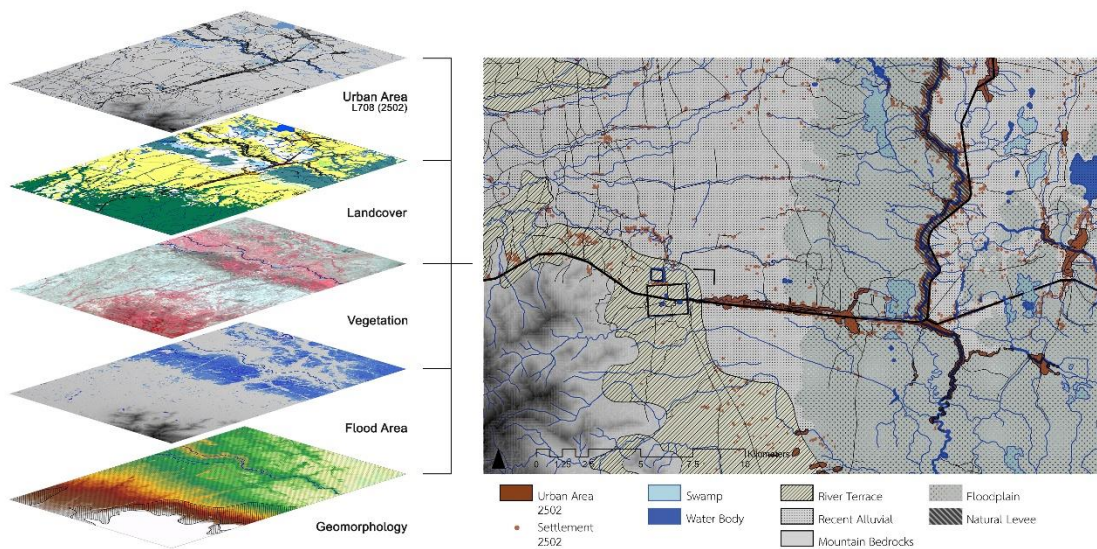 Urban Area
L708 (2502)
Landcover
Vegetation
Flood Area
Geomorphology
0 1.25 2.5 5 7.5 10
Kilometers
Urban Area
2502
Settlement
2502
Swamp
Water Body
River Terrace
Recent Alluvial
Mountain Bedrocks
Floodplain
Natural Levee